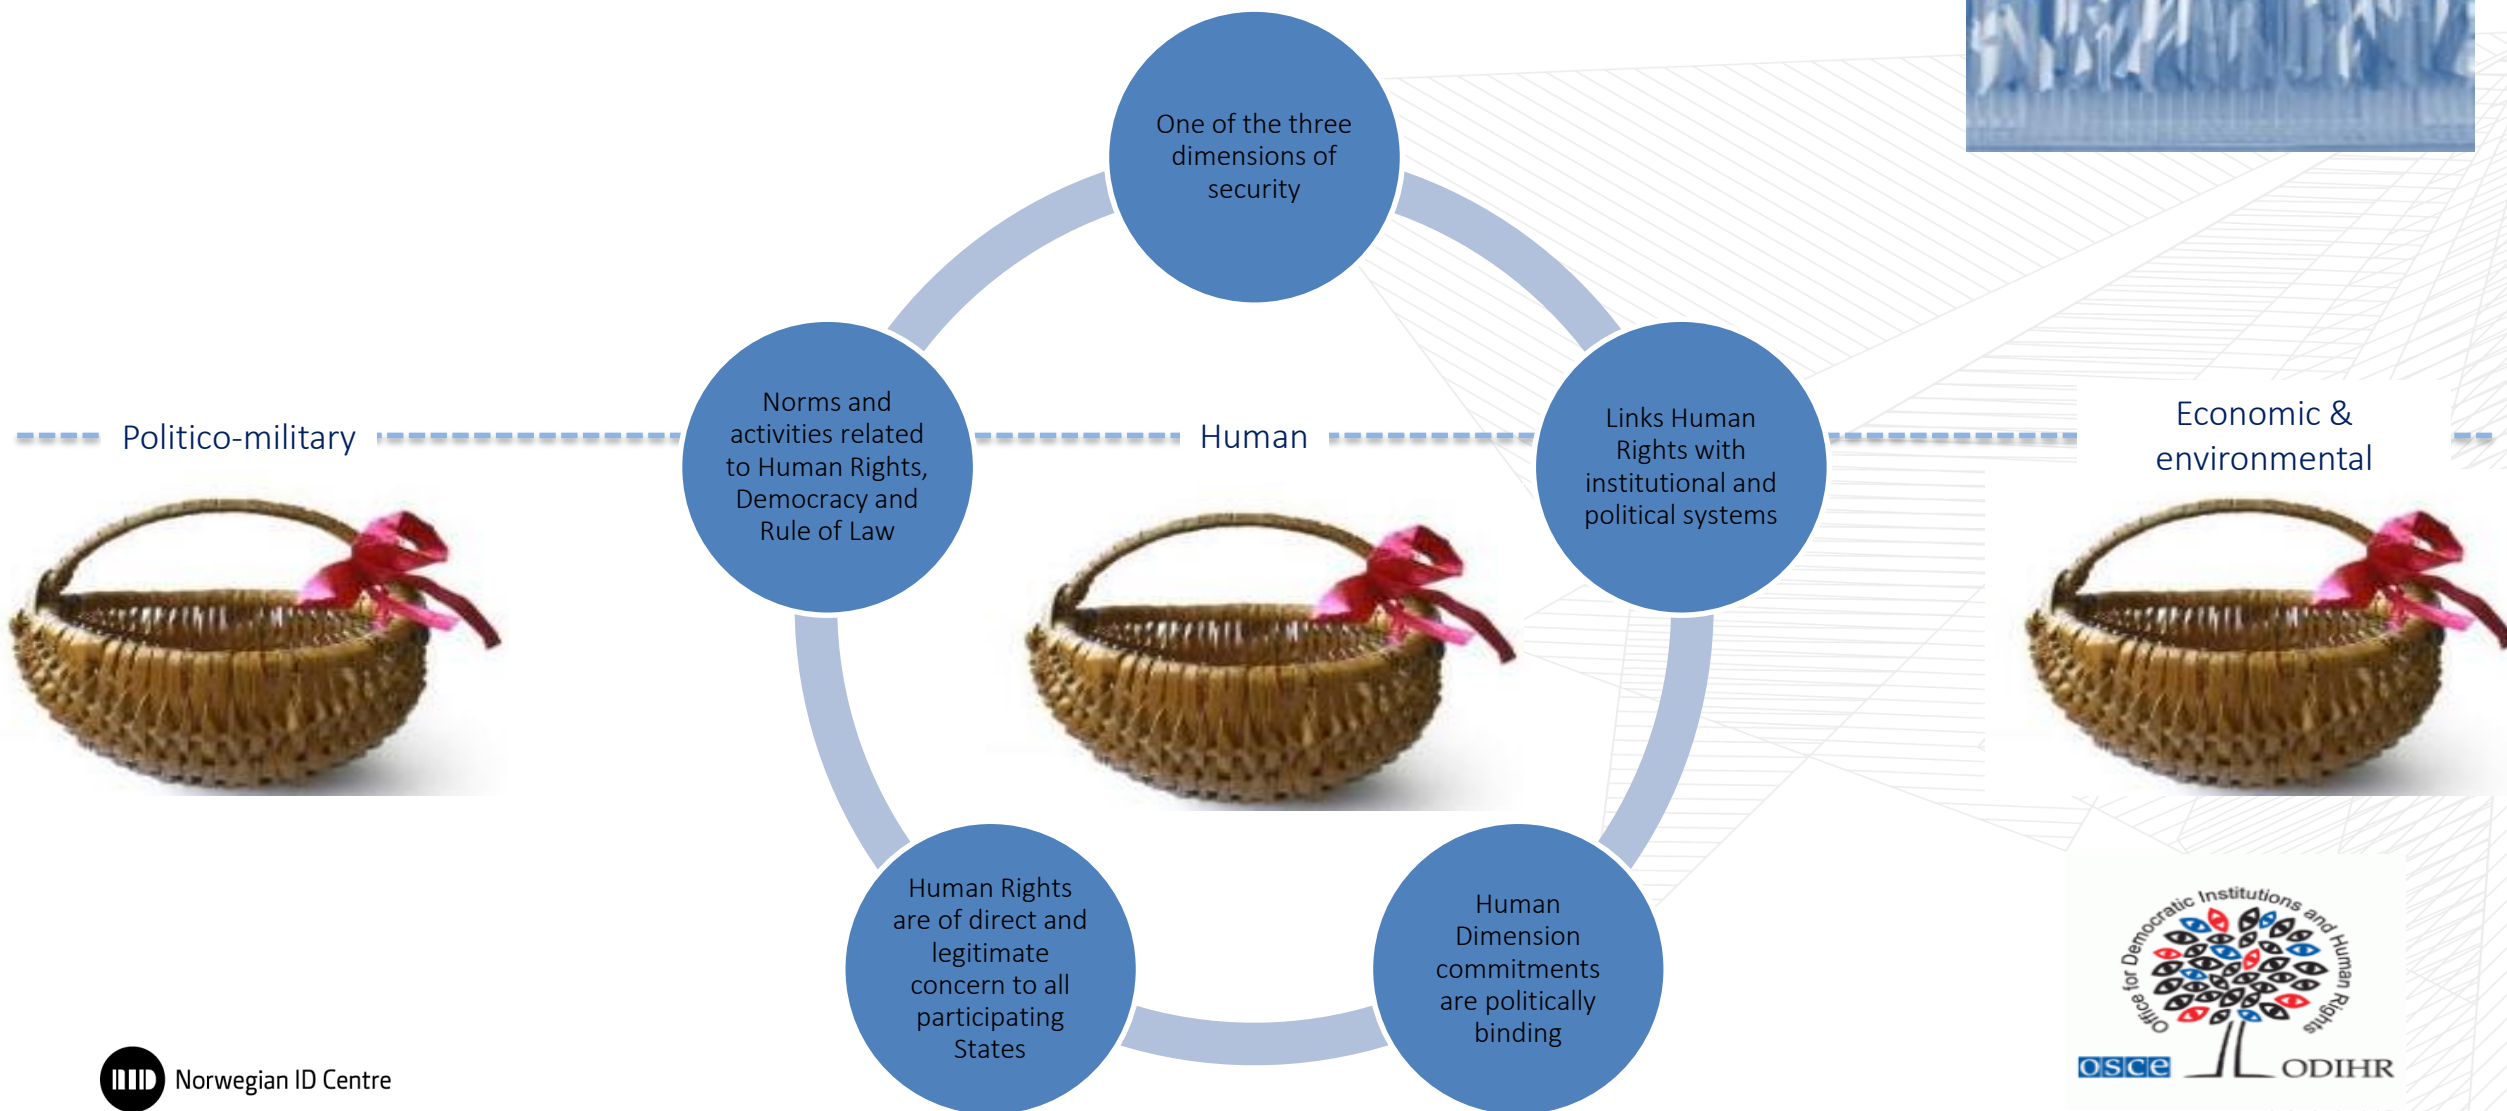 One of the three
dimensions of
security
Norms and
activities related
to Human Rights,
Democracy and
Rule of Law
Links Human
Rights with
institutional and
political systems
Politico-military
Human
Economic &
environmental
Human Rights
are of direct and
legitimate
concern to all
participating
States
Human
Dimension
commitments
are politically
binding
Norwegian ID Centre
Office for Democratic Institutions and Human Rights
OSCE
ODIHR